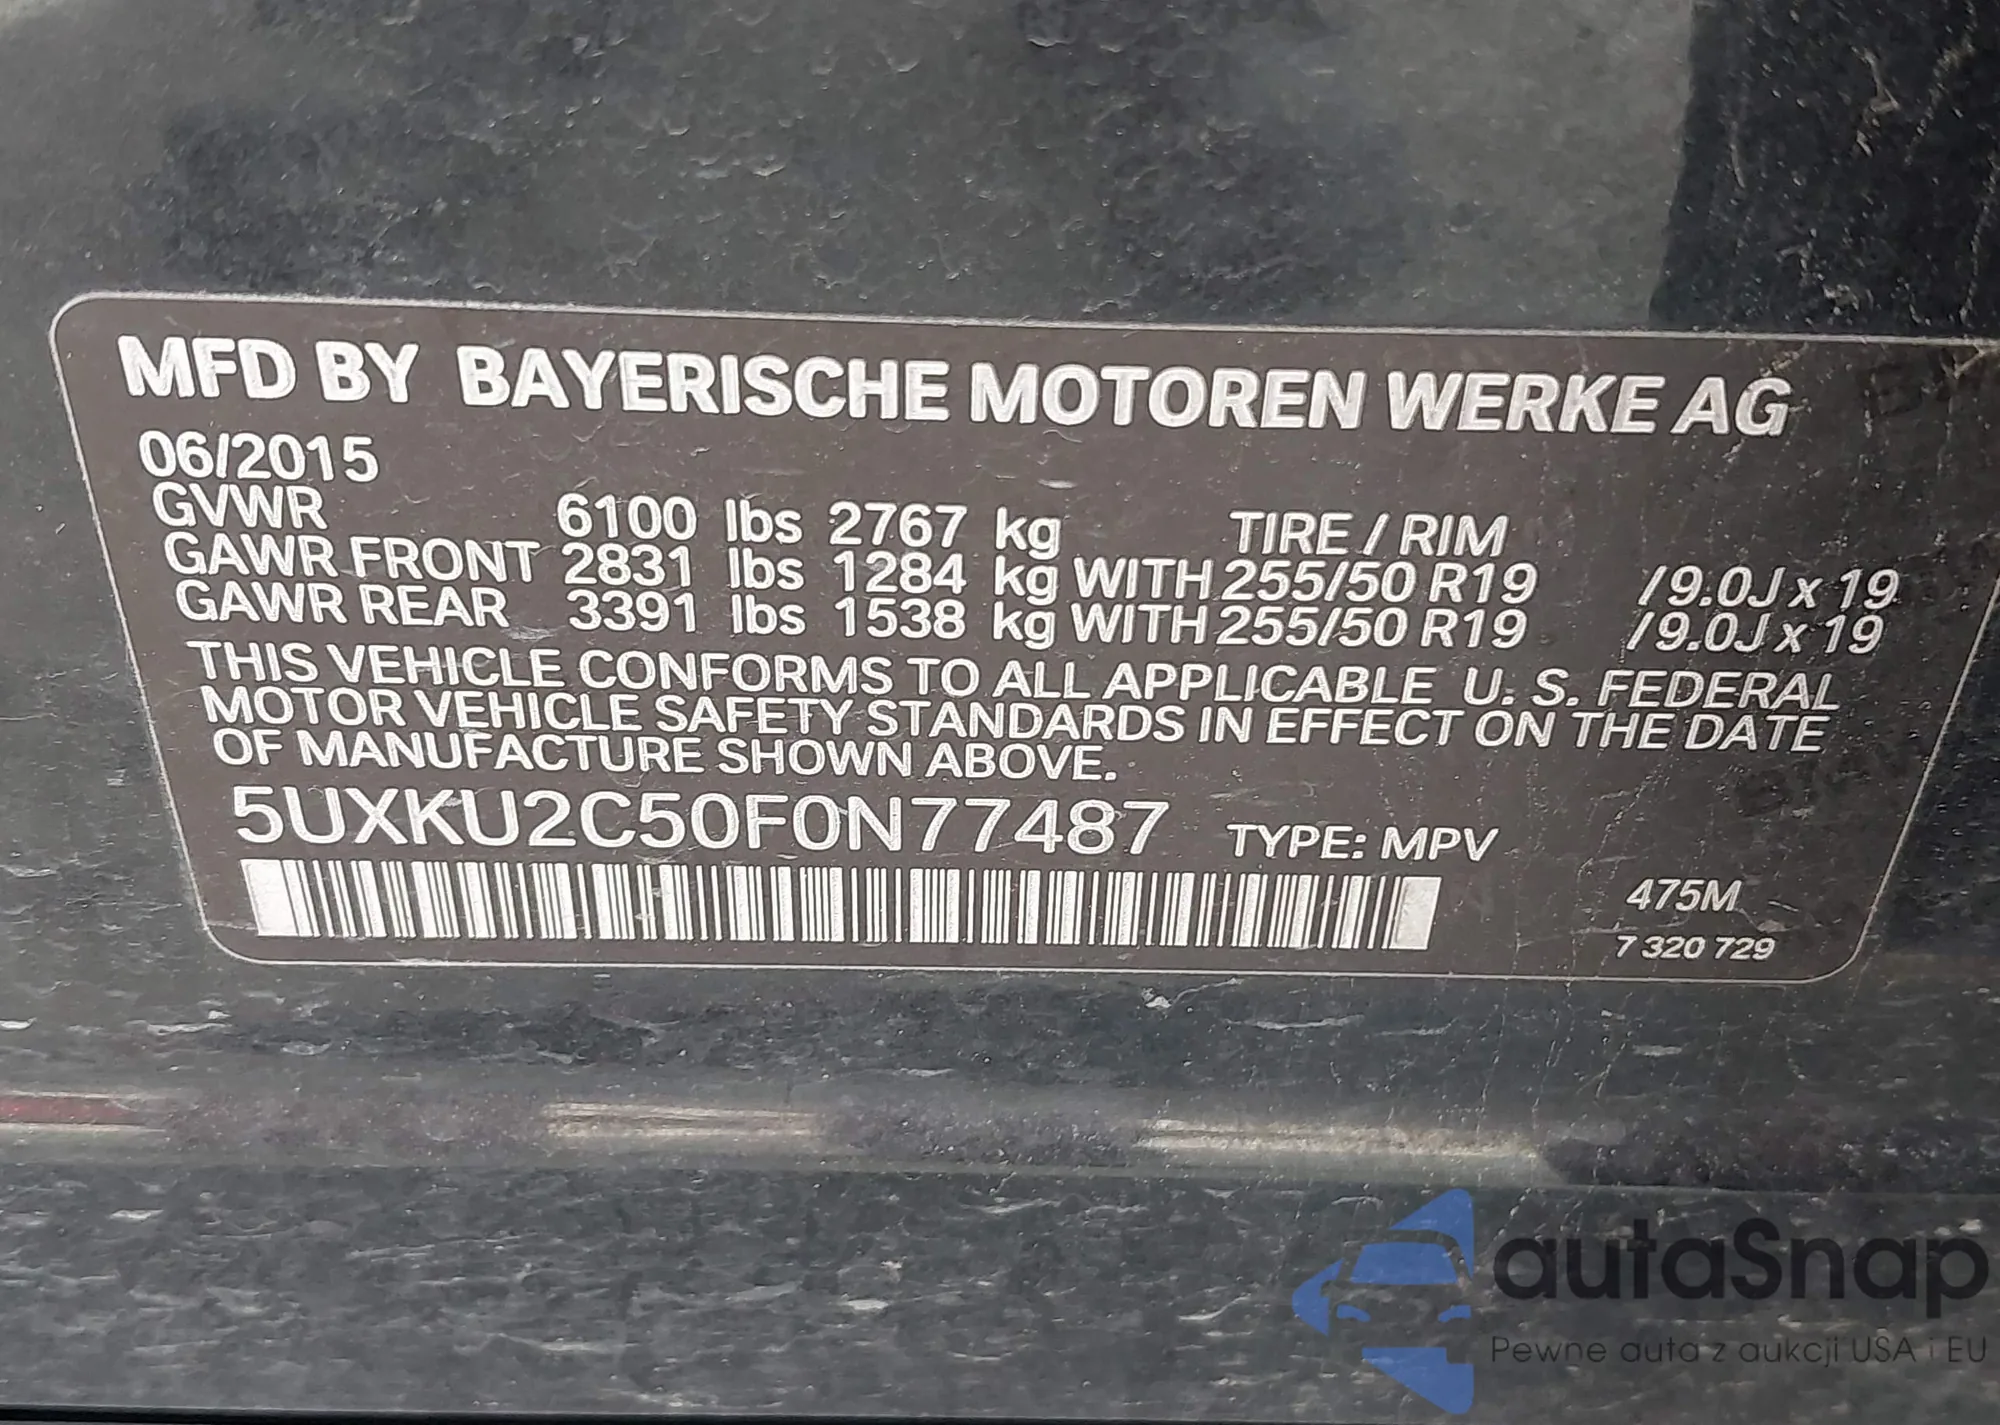 MFD BY BAYERISCHE MOTOREN WERKE AG
06/2015
GVWR 6100 lbs 2767 kg TIRE / RIM
GAWR FRONT 2831 lbs 1284 kg WITH 255/50 R19 /9.0J x 19
GAWR REAR 3391 lbs 1538 kg WITH 255/50 R19 /9.0J x 19
THIS VEHICLE CONFORMS TO ALL APPLICABLE U. S. FEDERAL
MOTOR VEHICLE SAFETY STANDARDS IN EFFECT ON THE DATE
OF MANUFACTURE SHOWN ABOVE.
5UXKU2C50F0N77487 TYPE: MPV
475M
7 320 729
autaSnap
Pewne auta z aukcji USA i EU